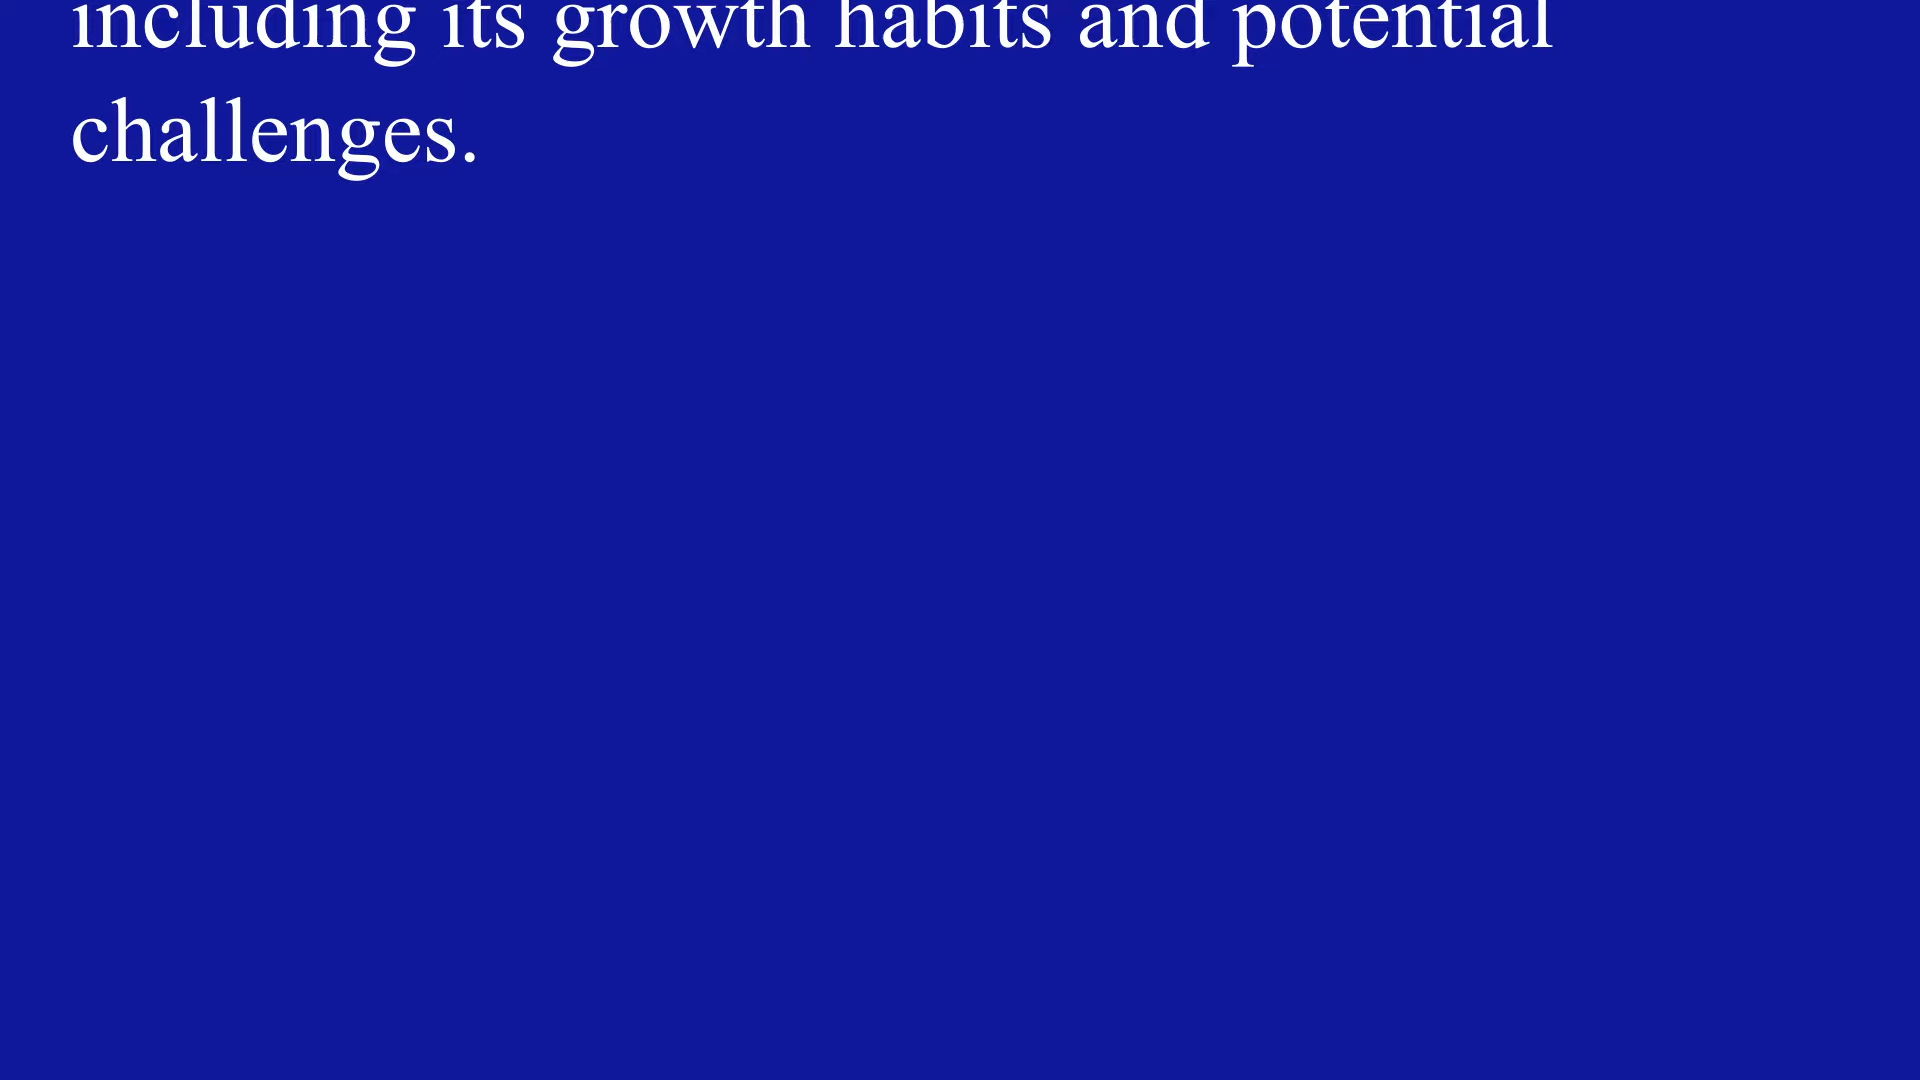 including its growth habits and potential
challenges.